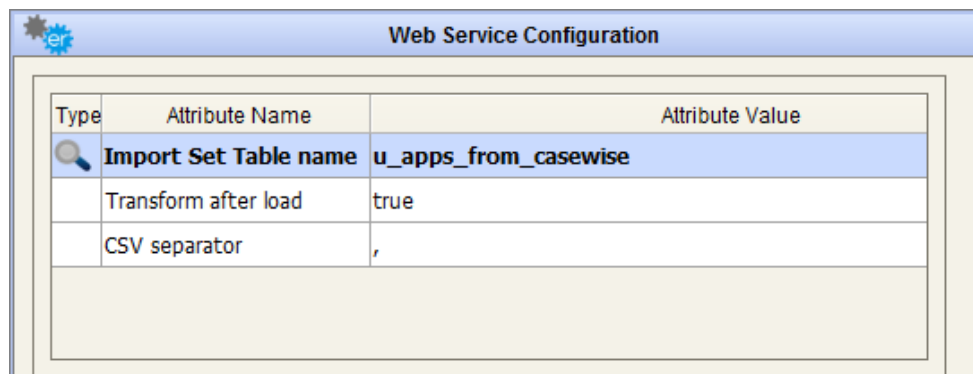 er
Web Service Configuration
Type Attribute Name Attribute Value
Import Set Table name u_apps_from_casewise
Transform after load true
CSV separator ,